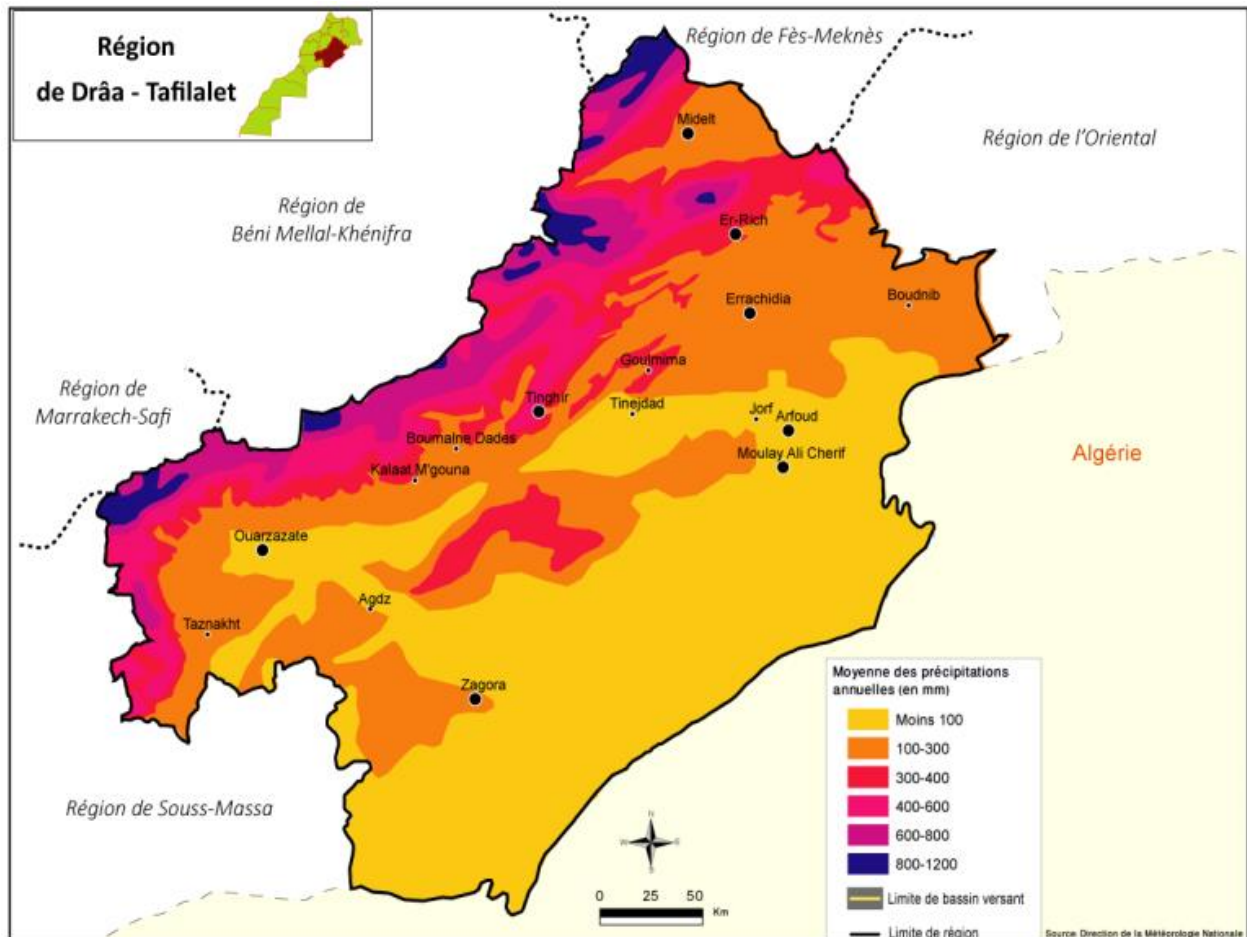 Région
de Drâa - Tafilalet
Région de Fès-Meknès
Région de l'Oriental
Région de
Béni Mellal-Khénifra
Région de
Marrakech-Safi
Région de Souss-Massa
Algérie
Midelt
Er-Rich
Errachidia
Boudnib
Goulmima
Tinghir
Tinejdad
Jorf
Arfoud
Boumalne Dades
Moulay Ali Cherif
Kalaat M'gouna
Ouarzazate
Agdz
Taznakht
Zagora
N
W
E
S
0 25 50
Km
Moyenne des précipitations
annuelles (en mm)
Moins 100
100-300
300-400
400-600
600-800
800-1200
Limite de bassin versant
Limite de région
Source: Direction de la Météorologie Nationale